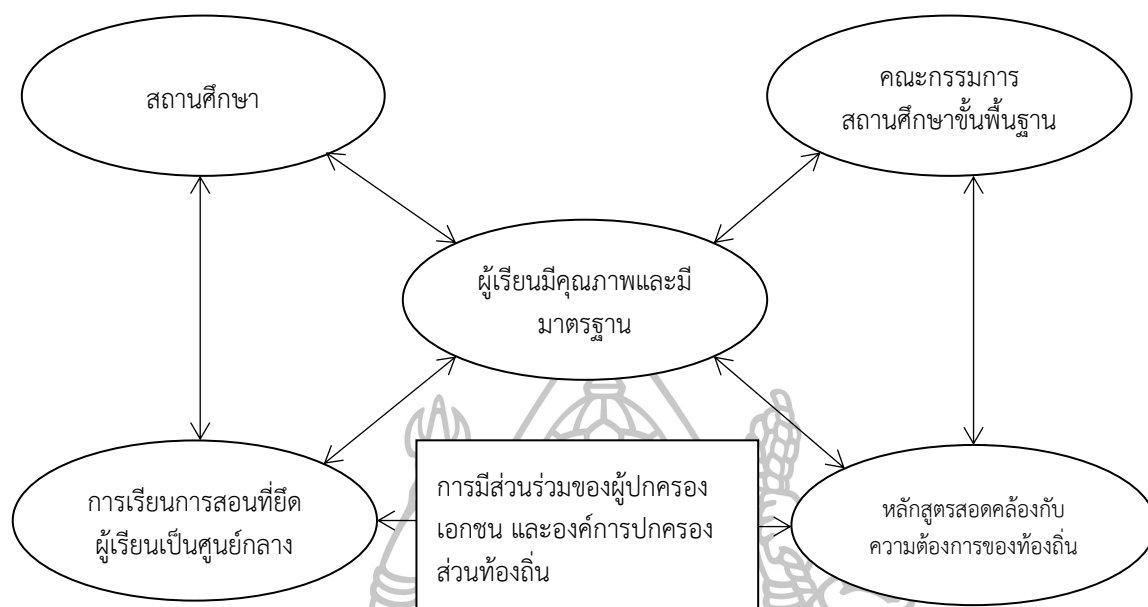 สถานศึกษา
คณะกรรมการ
สถานศึกษาขั้นพื้นฐาน
ผู้เรียนมีคุณภาพและมี
มาตรฐาน
การเรียนการสอนที่ยึด
ผู้เรียนเป็นศูนย์กลาง
การมีส่วนร่วมของผู้ปกครอง
เอกชน และองค์การปกครอง
ส่วนท้องถิ่น
หลักสูตรสอดคล้องกับ
ความต้องการของท้องถิ่น